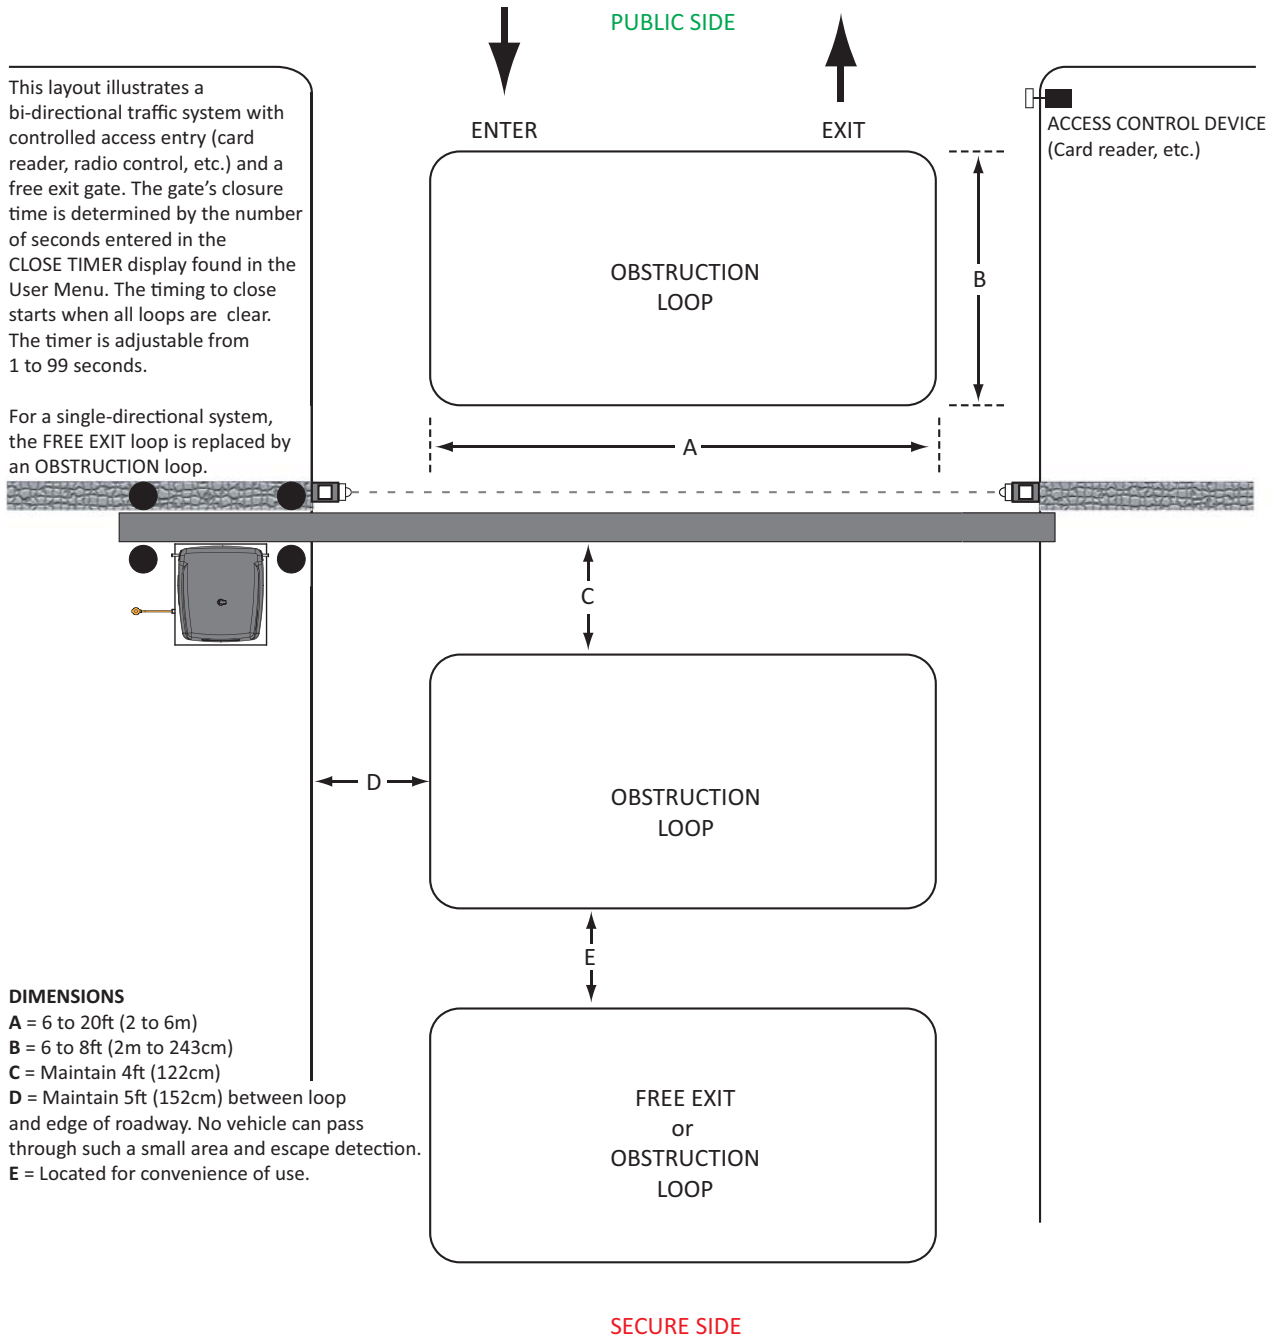 PUBLIC SIDE
This layout illustrates a
bi-directional traffic system with
controlled access entry (card
reader, radio control, etc.) and a
free exit gate. The gate's closure
time is determined by the number
of seconds entered in the
CLOSE TIMER display found in the
User Menu. The timing to close
starts when all loops are clear.
The timer is adjustable from
1 to 99 seconds.
For a single-directional system,
the FREE EXIT loop is replaced by
an OBSTRUCTION loop.
ENTER
EXIT
ACCESS CONTROL DEVICE
(Card reader, etc.)
OBSTRUCTION
LOOP
B
A
C
OBSTRUCTION
LOOP
D
E
DIMENSIONS
A = 6 to 20ft (2 to 6m)
B = 6 to 8ft (2m to 243cm)
C = Maintain 4ft (122cm)
D = Maintain 5ft (152cm) between loop
and edge of roadway. No vehicle can pass
through such a small area and escape detection.
E = Located for convenience of use.
FREE EXIT
or
OBSTRUCTION
LOOP
SECURE SIDE